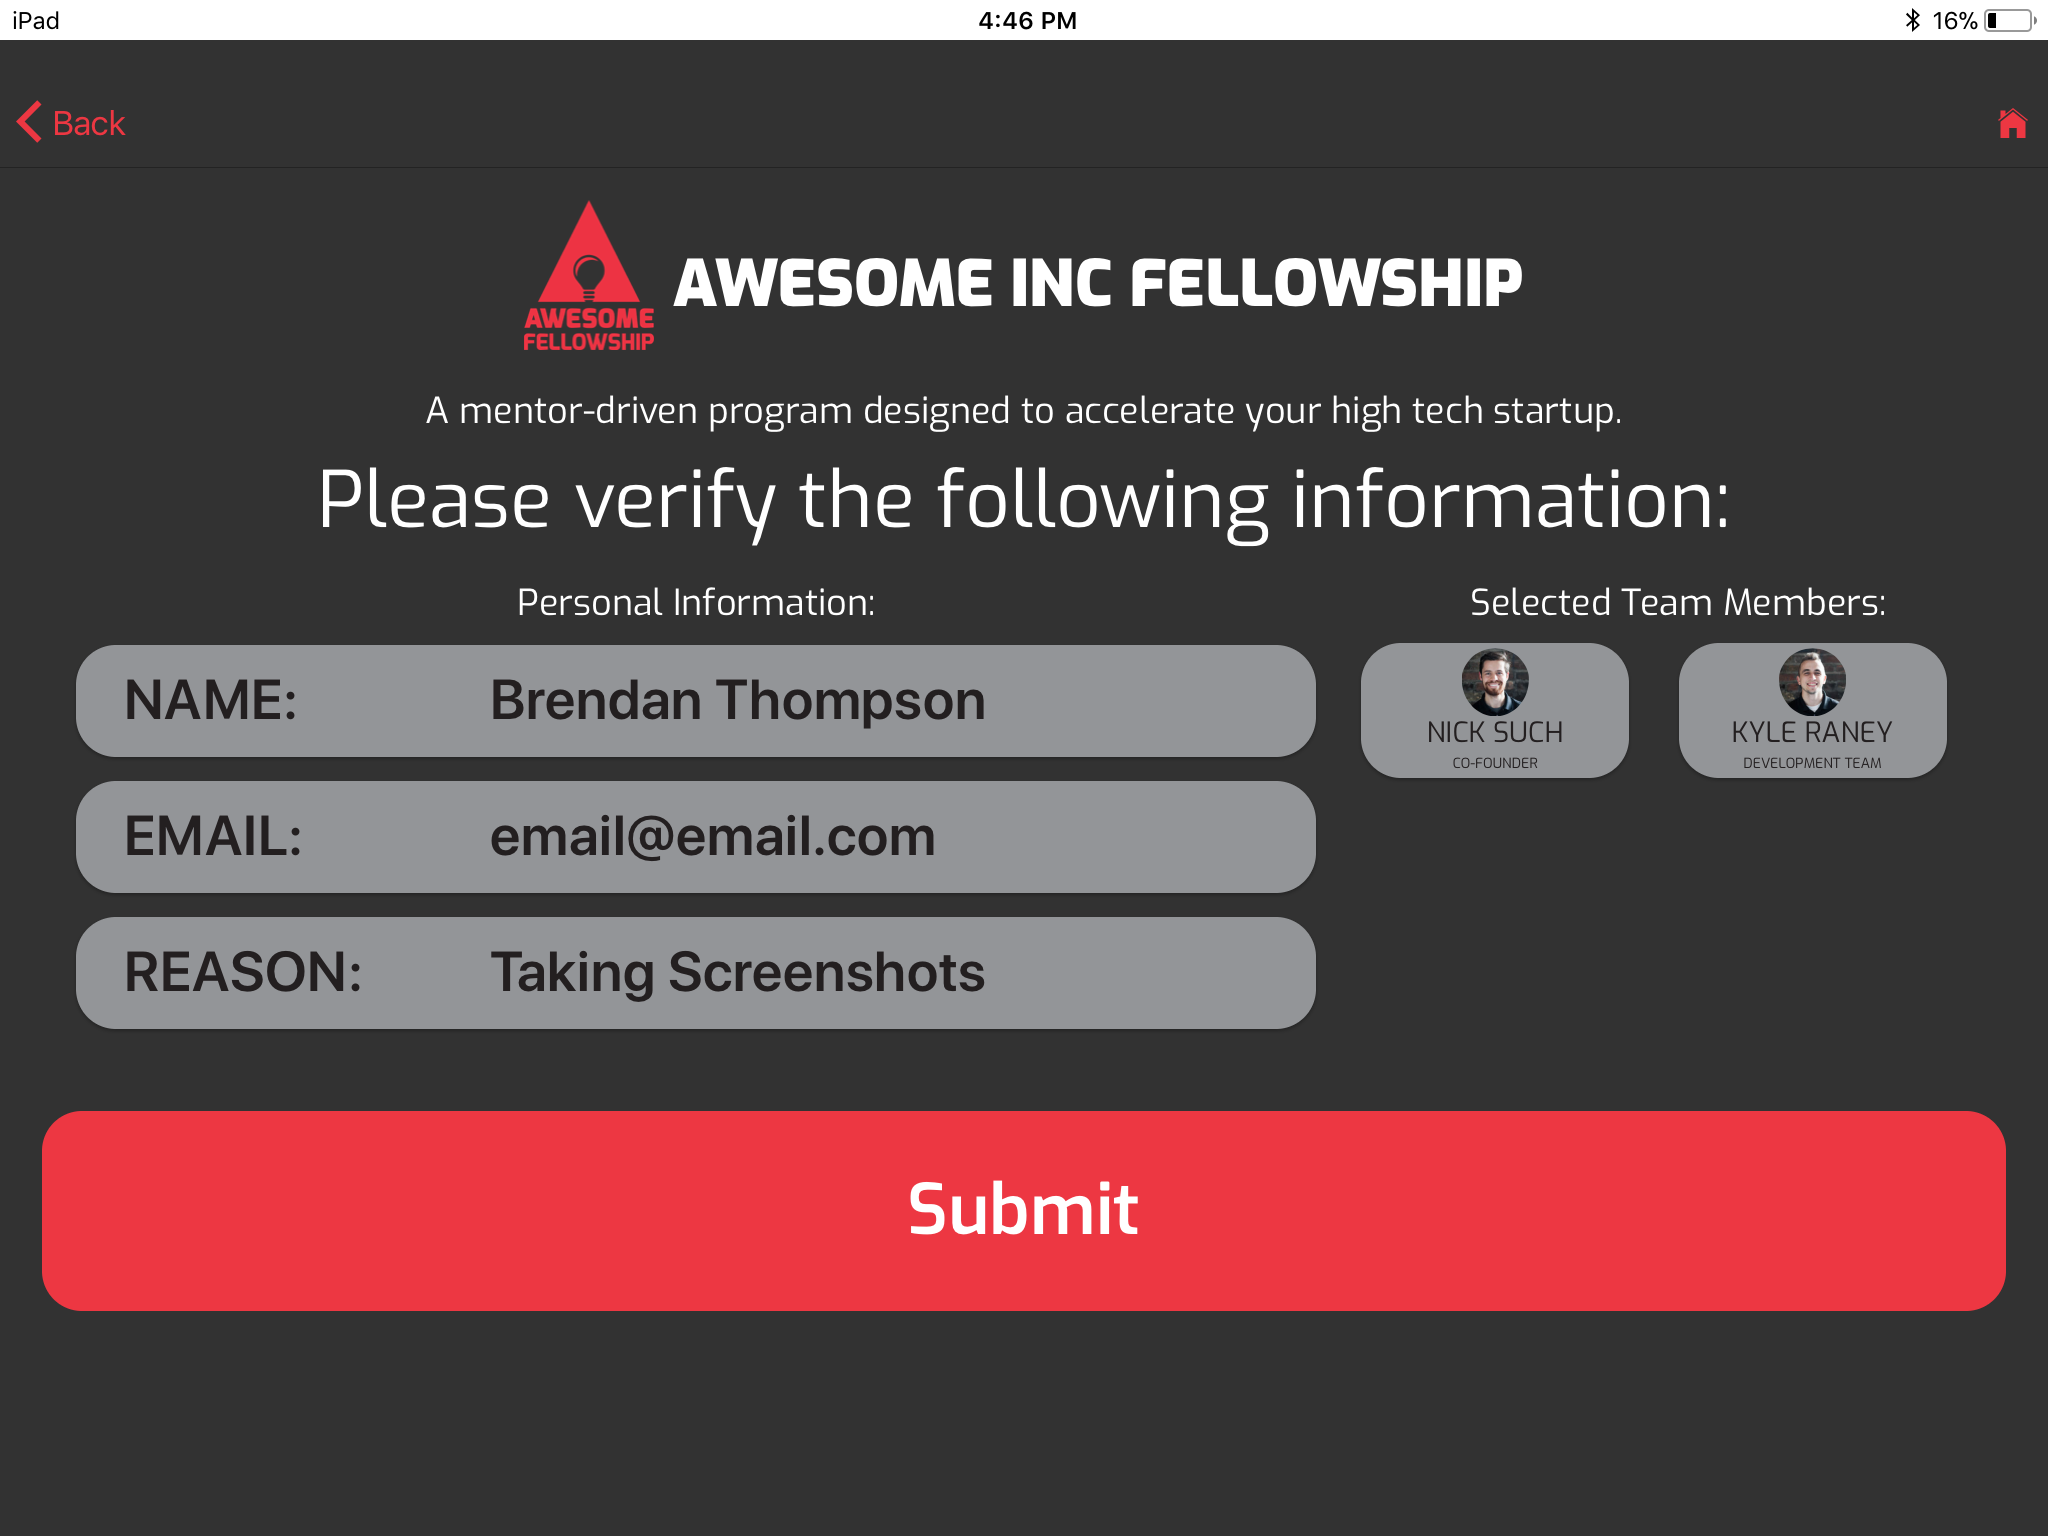 iPad
4:46 PM
16%
Back
AWESOME
FELLOWSHIP
AWESOME INC FELLOWSHIP
A mentor-driven program designed to accelerate your high tech startup.
Please verify the following information:
Personal Information:
NAME: Brendan Thompson
EMAIL: email@email.com
REASON: Taking Screenshots
Selected Team Members:
NICK SUCH
CO-FOUNDER
KYLE RANEY
DEVELOPMENT TEAM
Submit